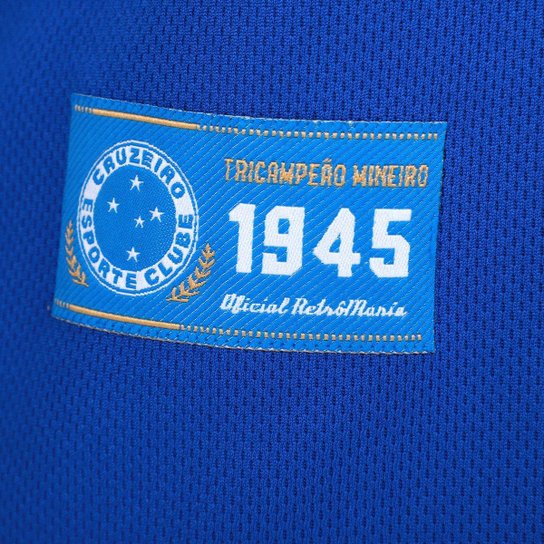 CRUZEIRO
ESPORTE CLUBE
TRICAMPEÃO MINEIRO
1945
Oficial RetrôMania